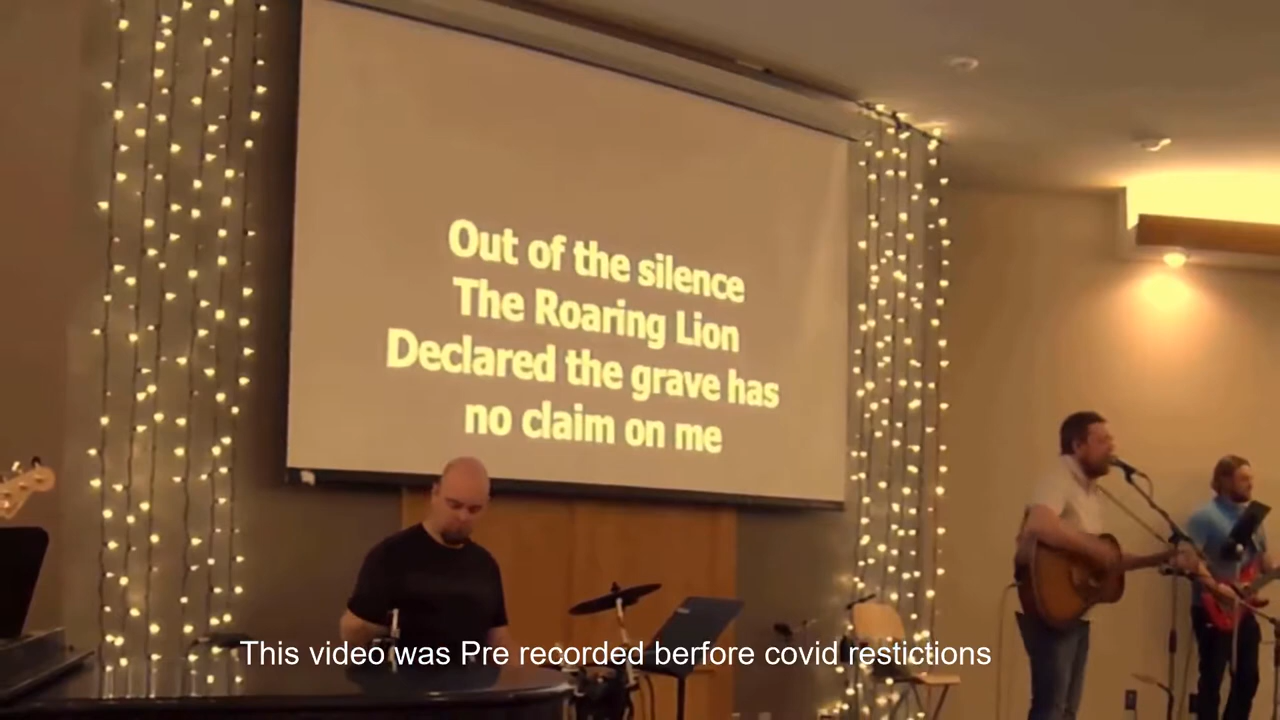 Out of the silence
The Roaring Lion
Declared the grave has
no claim on me
This video was Pre recorded berfore covid restictions